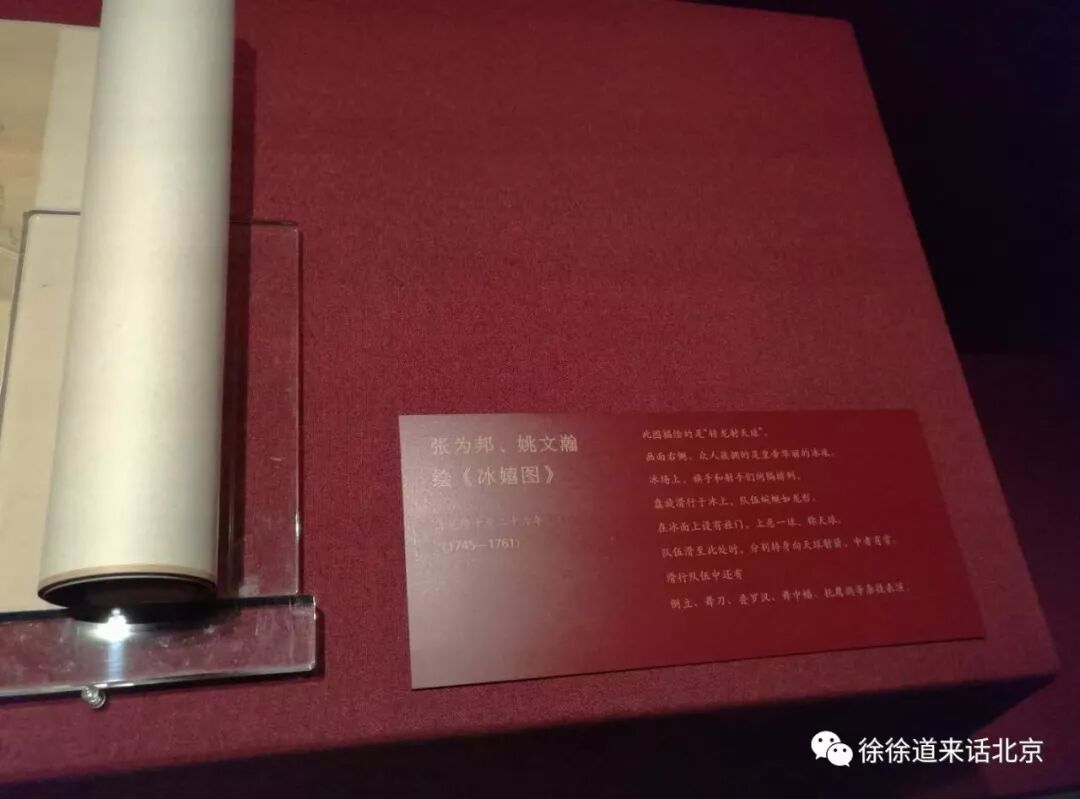 张为邦、姚文瀚
绘《冰嬉图》
(1745—1761)
此图描绘的是“转龙射天球”。
画面右侧，众人簇拥的是皇帝华丽的冰床。
冰场上，旗手和射手们间隔排列，
盘旋滑行于冰上，队伍蜿蜒如龙形。
在冰面上设有旌门，上悬一球，称天球。
队伍滑至此处时，分别转身向天球射箭，中者有赏。
滑行队伍中还有
倒立、舞刀、叠罗汉、舞中幡、托举等杂技表演。
徐徐道来话北京